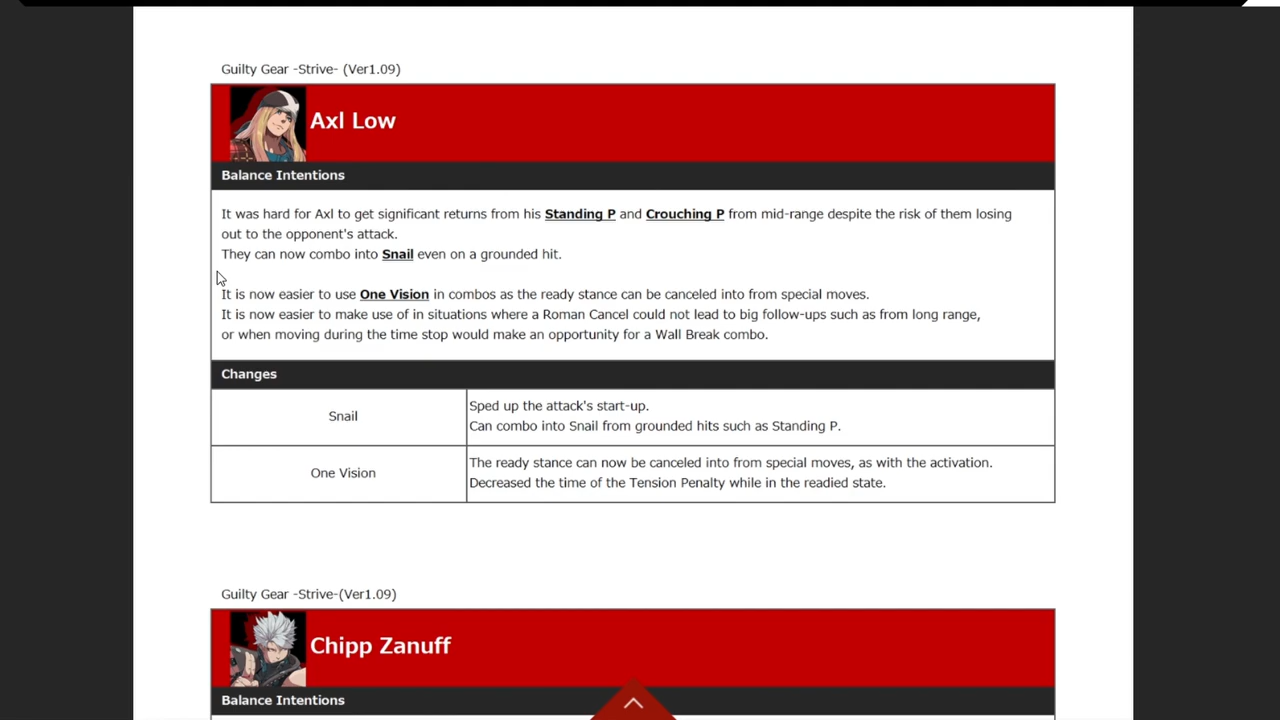 Guilty Gear -Strive- (Ver1.09)
Axl Low
Balance Intentions
It was hard for Axl to get significant returns from his Standing P and Crouching P from mid-range despite the risk of them losing
out to the opponent's attack.
They can now combo into Snail even on a grounded hit.
It is now easier to use One Vision in combos as the ready stance can be canceled into from special moves.
It is now easier to make use of in situations where a Roman Cancel could not lead to big follow-ups such as from long range,
or when moving during the time stop would make an opportunity for a Wall Break combo.
Changes
Snail
Sped up the attack's start-up.
Can combo into Snail from grounded hits such as Standing P.
One Vision
The ready stance can now be canceled into from special moves, as with the activation.
Decreased the time of the Tension Penalty while in the readied state.
Guilty Gear -Strive-(Ver1.09)
Chipp Zanuff
Balance Intentions